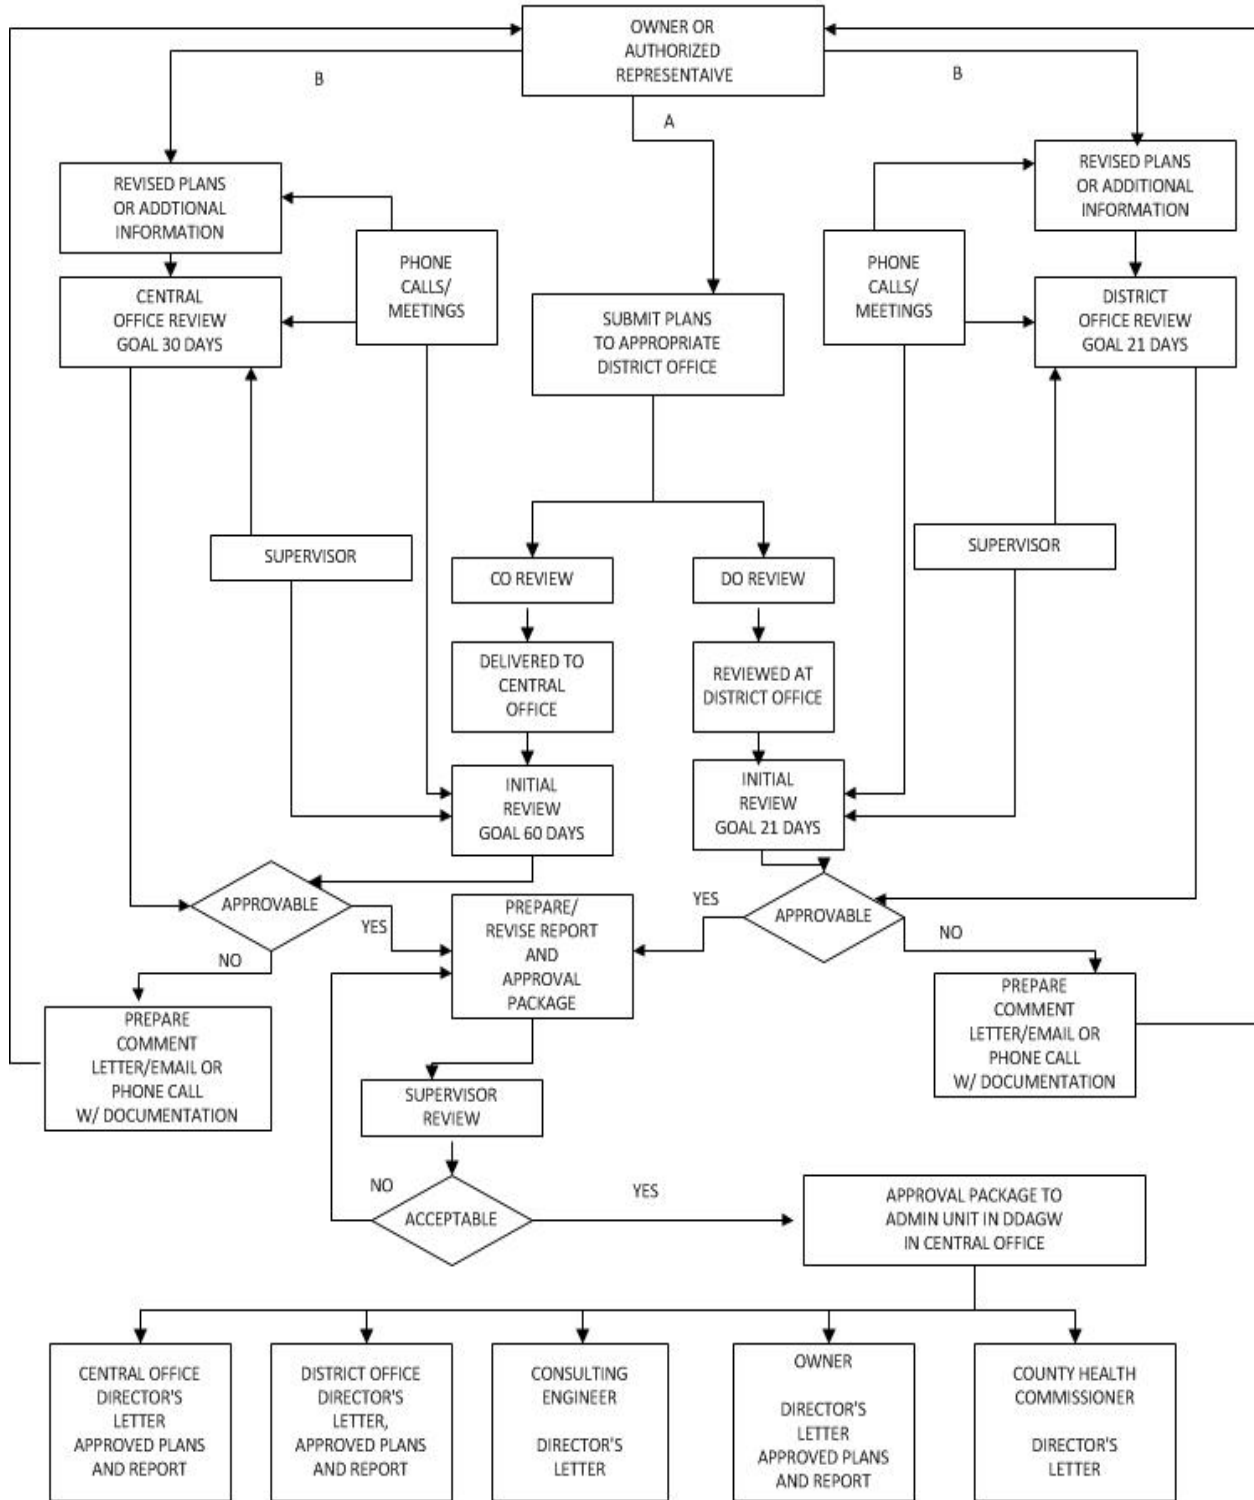 OWNER OR
AUTHORIZED
REPRESENTAIVE
B
B
A
REVISED PLANS
OR ADDTIONAL
INFORMATION
REVISED PLANS
OR ADDITIONAL
INFORMATION
PHONE
CALLS/
MEETINGS
PHONE
CALLS/
MEETINGS
CENTRAL
OFFICE REVIEW
GOAL 30 DAYS
SUBMIT PLANS
TO APPROPRIATE
DISTRICT OFFICE
DISTRICT
OFFICE REVIEW
GOAL 21 DAYS
SUPERVISOR
SUPERVISOR
CO REVIEW
DO REVIEW
DELIVERED TO
CENTRAL
OFFICE
REVIEWED AT
DISTRICT OFFICE
INITIAL
REVIEW
GOAL 60 DAYS
INITIAL
REVIEW
GOAL 21 DAYS
APPROVABLE
YES
NO
PREPARE/
REVISE REPORT
AND
APPROVAL
PACKAGE
YES
APPROVABLE
NO
PREPARE
COMMENT
LETTER/EMAIL OR
PHONE CALL
W/ DOCUMENTATION
PREPARE
COMMENT
LETTER/EMAIL OR
PHONE CALL
W/ DOCUMENTATION
SUPERVISOR
REVIEW
NO
ACCEPTABLE
YES
APPROVAL PACKAGE TO
ADMIN UNIT IN DDAGW
IN CENTRAL OFFICE
CENTRAL OFFICE
DIRECTOR'S
LETTER
APPROVED PLANS
AND REPORT
DISTRICT OFFICE
DIRECTOR'S
LETTER,
APPROVED PLANS
AND REPORT
CONSULTING
ENGINEER
DIRECTOR'S
LETTER
OWNER
DIRECTOR'S
LETTER
APPROVED PLANS
AND REPORT
COUNTY HEALTH
COMMISSIONER
DIRECTOR'S
LETTER